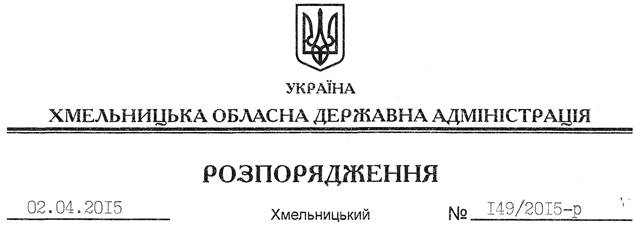 УКРАЇНА
ХМЕЛЬНИЦЬКА ОБЛАСНА ДЕРЖАВНА АДМІНІСТРАЦІЯ
РОЗПОРЯДЖЕННЯ
02.04.2015 Хмельницький № 149/2015-р